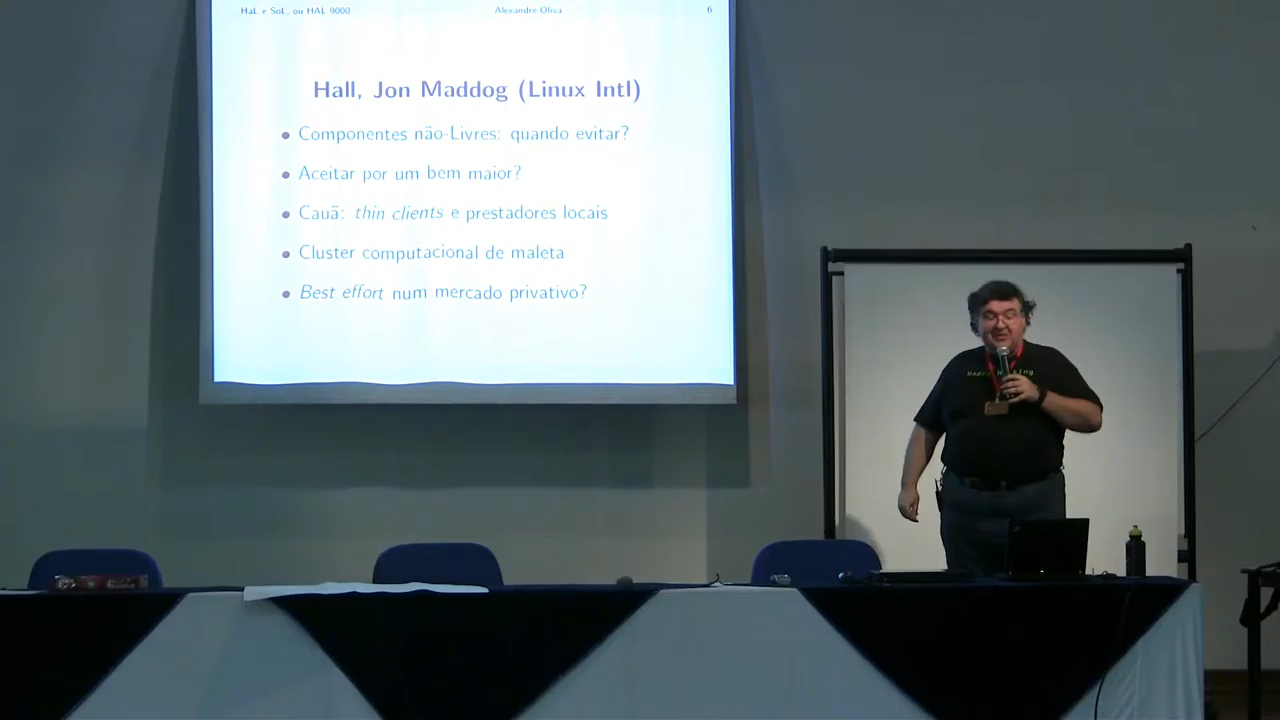 HaL e SoL, ou HAL 9000 Alexandre Oliva 6
Hall, Jon Maddog (Linux Intl)
Componentes não-Livres: quando evitar?
Aceitar por um bem maior?
Cauã: thin clients e prestadores locais
Cluster computacional de maleta
Best effort num mercado privativo?